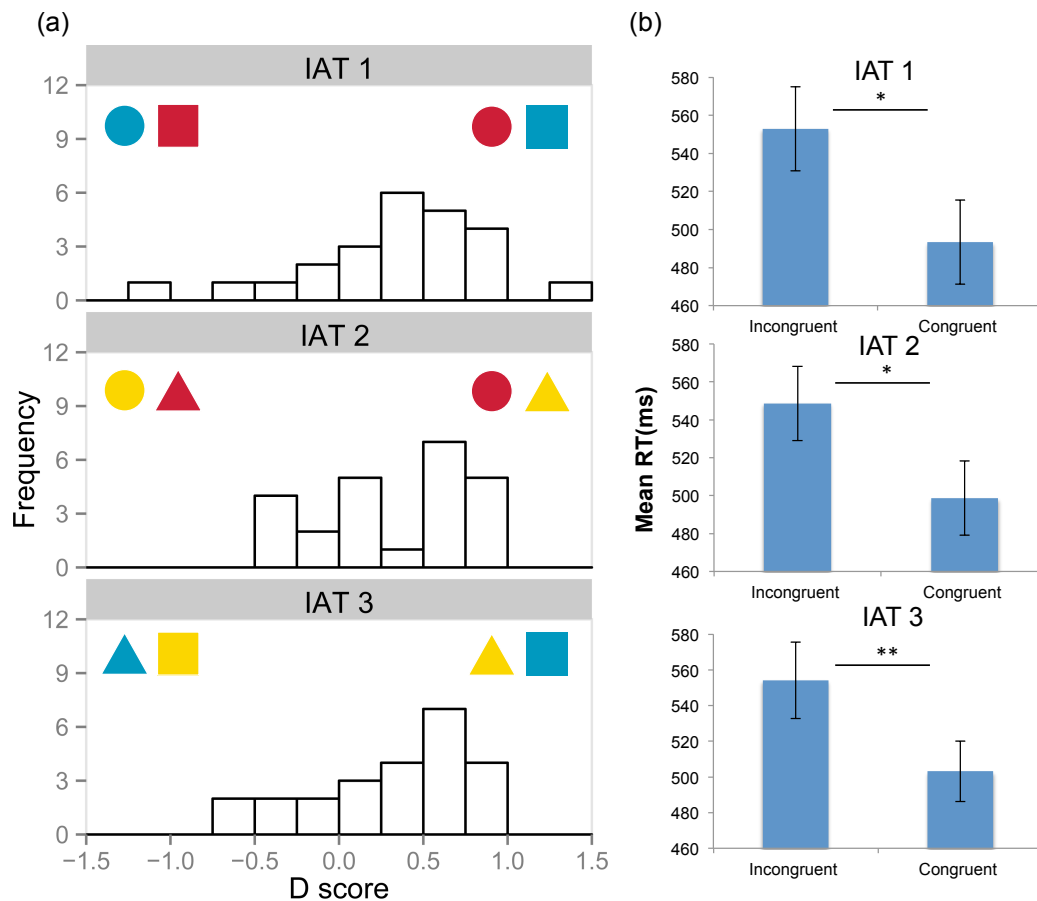 (a)
IAT 1
12
9
6
3
0
IAT 2
12
9
6
3
0
IAT 3
12
9
6
3
0
Frequency
−1.5 −1.0 −0.5 0.0 0.5 1.0 1.5
D score
(b)
IAT 1
*
580
560
540
520
500
480
460
Incongruent Congruent
IAT 2
*
580
560
540
520
500
480
460
Incongruent Congruent
IAT 3
**
580
560
540
520
500
480
460
Incongruent Congruent
Mean RT(ms)